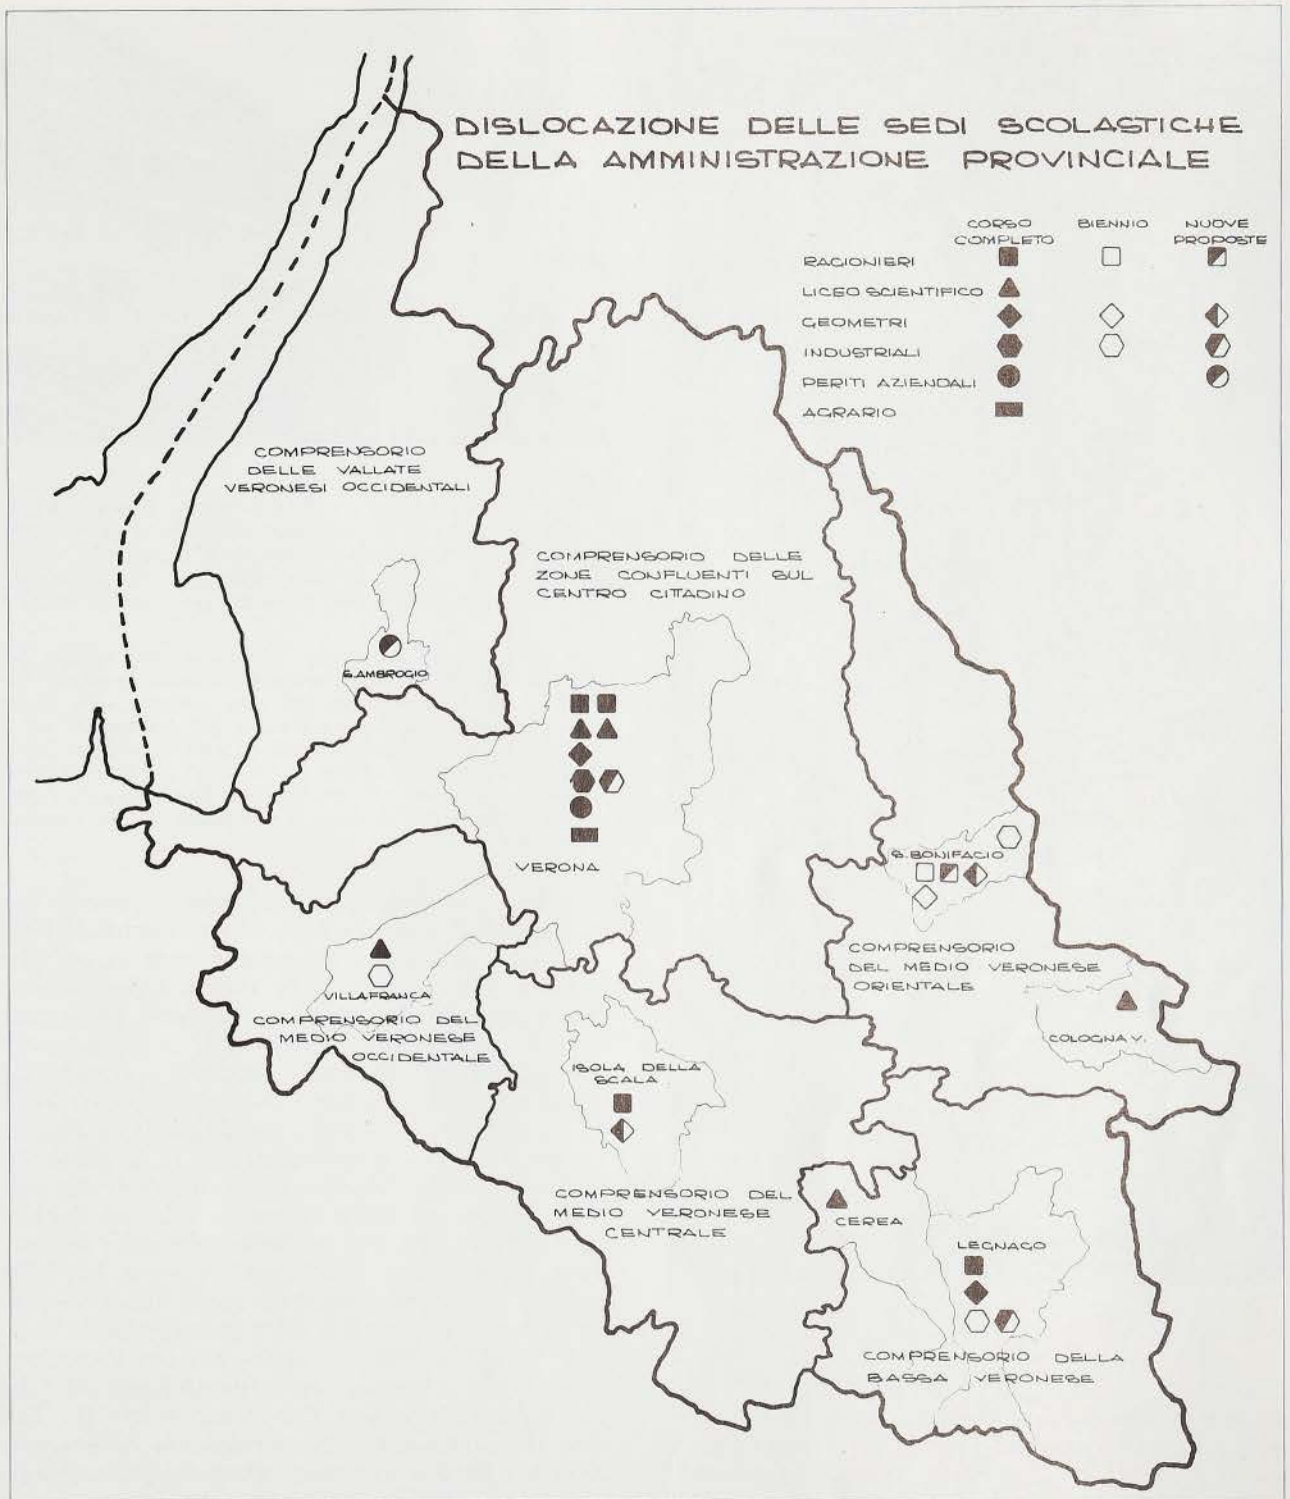 DISLOCAZIONE DELLE SEDI SCOLASTICHE
DELLA AMMINISTRAZIONE PROVINCIALE
CORSO COMPLETO
BIENNIO
NUOVE PROPOSTE
RAGIONIERI
LICEO SCIENTIFICO
GEOMETRI
INDUSTRIALI
PERITI AZIENDALI
AGRARIO
COMPRENSORIO
DELLE VALLATE
VERONESI OCCIDENTALI
COMPRENSORIO DELLE
ZONE CONFLUENTI SUL
CENTRO CITTADINO
S. AMBROGIO
VERONA
S. BONIFACIO
COMPRENSORIO
DEL MEDIO VERONESE
ORIENTALE
VILLAFRANCA
COMPRENSORIO DEL
MEDIO VERONESE
OCCIDENTALE
COLOGNA V.
ISOLA DELLA
SCALA
COMPRENSORIO DEL
MEDIO VERONESE
CENTRALE
CEREA
LEGNAGO
COMPRENSORIO DELLA
BASSA VERONESE